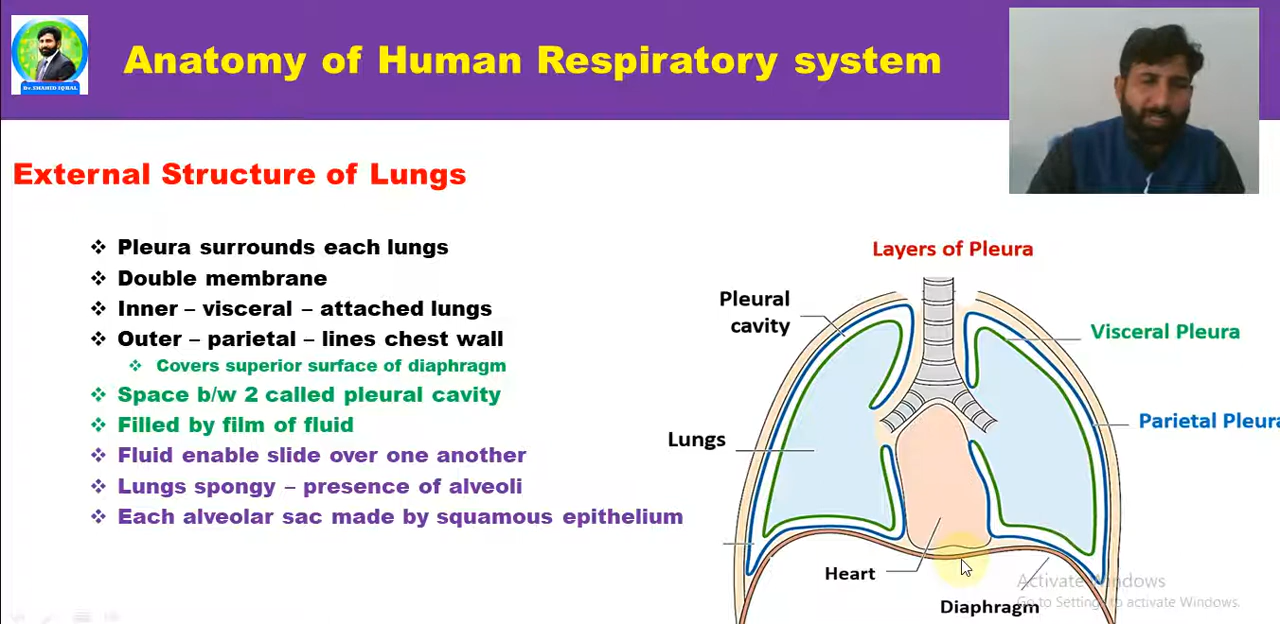 Dr. SHAHID IQBAL
Anatomy of Human Respiratory system
External Structure of Lungs
Pleura surrounds each lungs
Double membrane
Inner – visceral – attached lungs
Outer – parietal – lines chest wall
Covers superior surface of diaphragm
Space b/w 2 called pleural cavity
Filled by film of fluid
Fluid enable slide over one another
Lungs spongy – presence of alveoli
Each alveolar sac made by squamous epithelium
Layers of Pleura
Pleural
cavity
Visceral Pleura
Parietal Pleura
Lungs
Heart
Diaphragm
Activate Windows
Go to Settings to activate Windows.